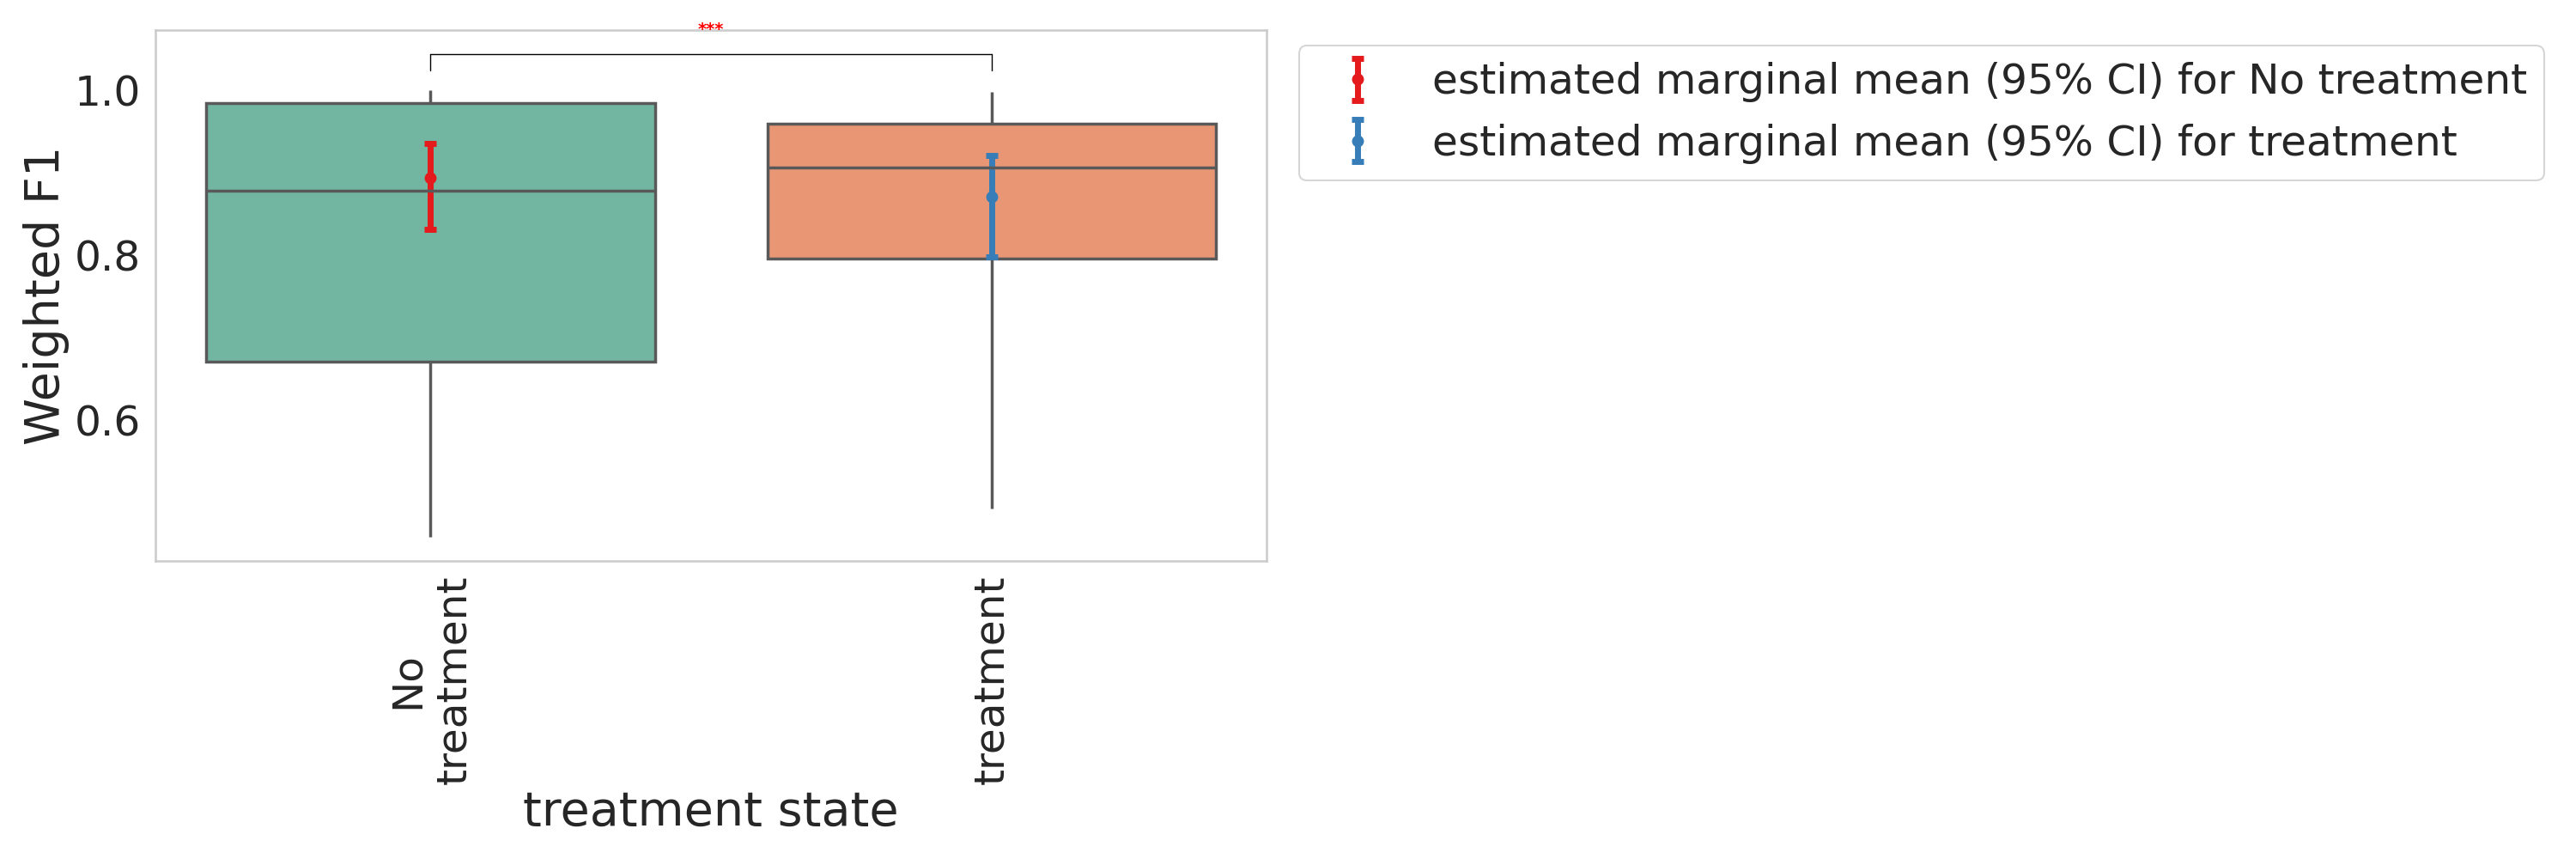 ***
1.0
0.8
0.6
Weighted F1
No
treatment
treatment
treatment state
estimated marginal mean (95% CI) for No treatment
estimated marginal mean (95% CI) for treatment